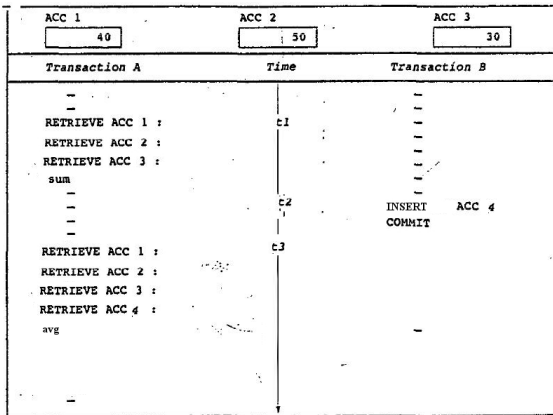 ACC 1 ACC 2 ACC 3
40 50 30
Transaction A Time Transaction B
RETRIEVE ACC 1 : t1
RETRIEVE ACC 2 :
RETRIEVE ACC 3 :
sum
t2 INSERT ACC 4
COMMIT
t3
RETRIEVE ACC 1 :
RETRIEVE ACC 2 :
RETRIEVE ACC 3 :
RETRIEVE ACC 4 :
avg